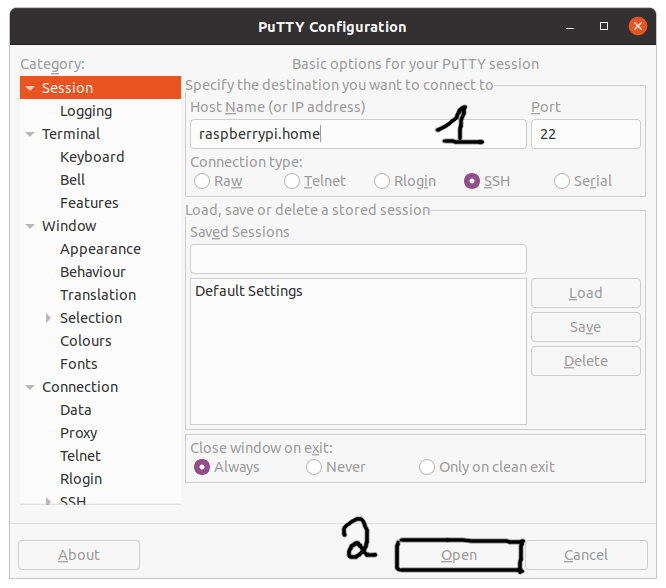 PuTTY Configuration
Category:
Basic options for your PuTTY session
Session
Logging
Terminal
Keyboard
Bell
Features
Window
Appearance
Behaviour
Translation
Selection
Colours
Fonts
Connection
Data
Proxy
Telnet
Rlogin
SSH
Specify the destination you want to connect to
Host Name (or IP address) Port
raspberrypi.home 1 22
Connection type:
Raw Telnet Rlogin SSH Serial
Load, save or delete a stored session
Saved Sessions
Default Settings
Load
Save
Delete
Close window on exit:
Always Never Only on clean exit
2
About Open Cancel